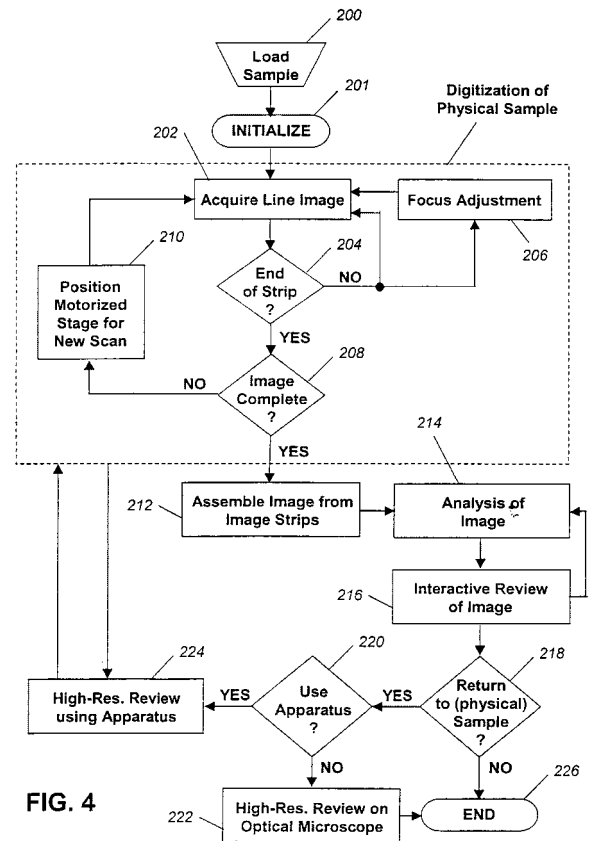 200
Load
Sample
201
INITIALIZE
Digitization of
Physical Sample
202
Acquire Line Image
Focus Adjustment
206
210
Position
Motorized
Stage for
New Scan
204
End
of Strip
?
NO
YES
208
Image
Complete
?
NO
YES
212
Assemble Image from
Image Strips
214
Analysis of
Image
216
Interactive Review
of Image
218
Return
to (physical)
Sample
?
YES
NO
220
Use
Apparatus
?
YES
NO
224
High-Res. Review
using Apparatus
222
High-Res. Review on
Optical Microscope
226
END
FIG. 4